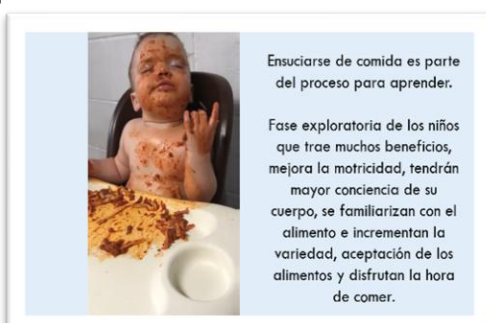 Ensuciarse de comida es parte
del proceso para aprender.
Fase exploratoria de los niños
que trae muchos beneficios,
mejora la motricidad, tendrán
mayor conciencia de su
cuerpo, se familiarizan con el
alimento e incrementan la
variedad, aceptación de los
alimentos y disfrutan la hora
de comer.